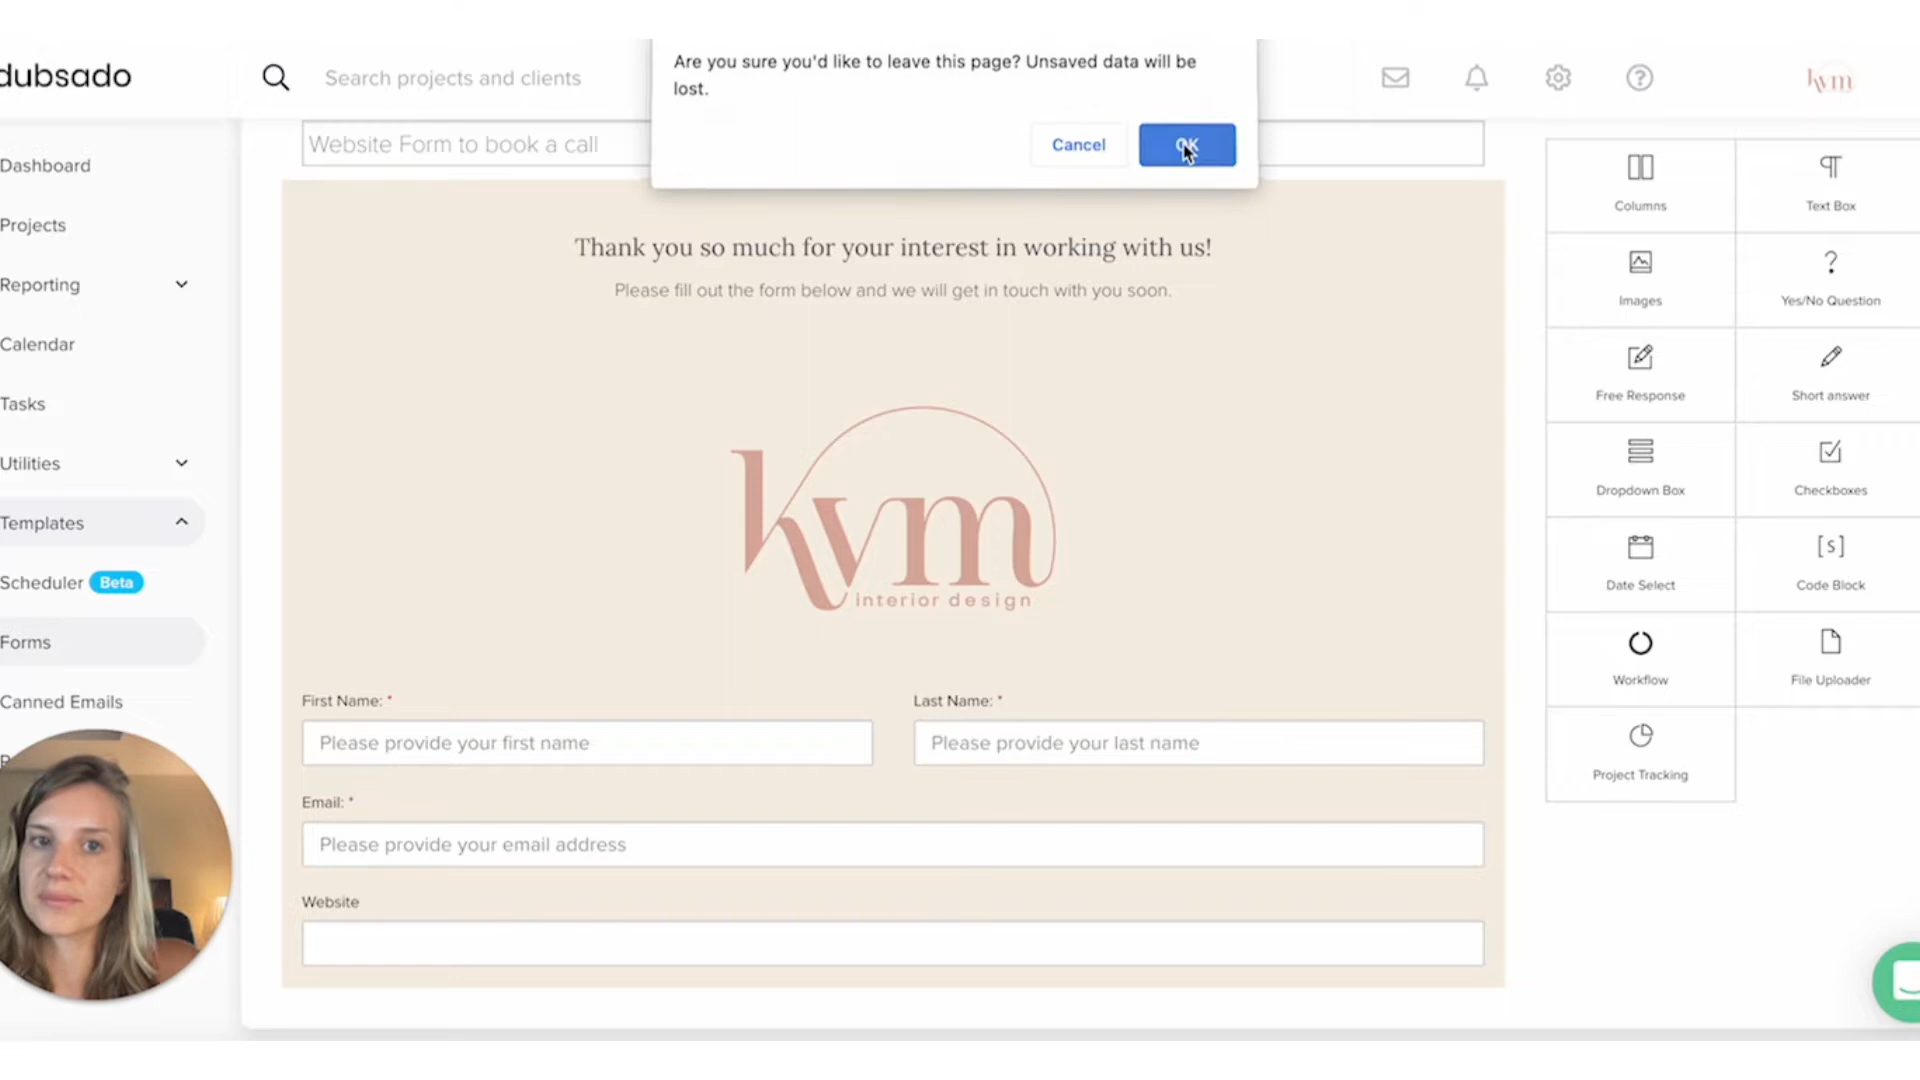 dubsado
Search projects and clients
Are you sure you'd like to leave this page? Unsaved data will be
lost.
Cancel
OK
kvm
Dashboard
Projects
Reporting
Calendar
Tasks
Utilities
Templates
Scheduler Beta
Forms
Canned Emails
Website Form to book a call
Thank you so much for your interest in working with us!
Please fill out the form below and we will get in touch with you soon.
kvm
interior design
First Name: *
Last Name: *
Please provide your first name
Please provide your last name
Email: *
Please provide your email address
Website
Columns
Text Box
Images
Yes/No Question
Free Response
Short answer
Dropdown Box
Checkboxes
Date Select
[s]
Code Block
Workflow
File Uploader
Project Tracking